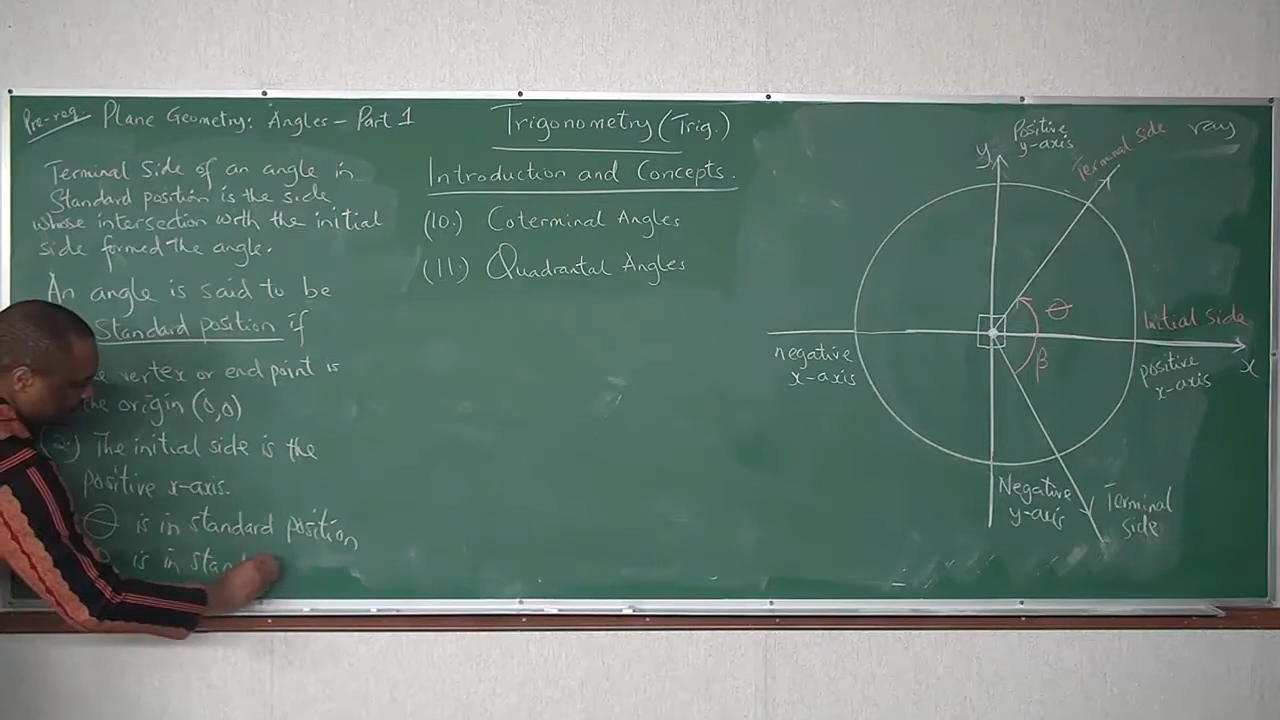 Pre-req Plane Geometry: Angles - Part 1
Terminal Side of an angle in
Standard position is the side
whose intersection with the initial
side formed the angle.
An angle is said to be
Standard position if
vertex or end point is
the origin (0,0)
(2.) The initial side is the
positive x-axis.
θ is in standard position
is in stan
Trigonometry (Trig.)
Introduction and Concepts.
(10.) Coterminal Angles
(11.) Quadrantal Angles
y
Positive
y-axis
Terminal side
ray
θ
β
Initial side
positive
x-axis
x
negative
x-axis
Negative
y-axis
Terminal
side